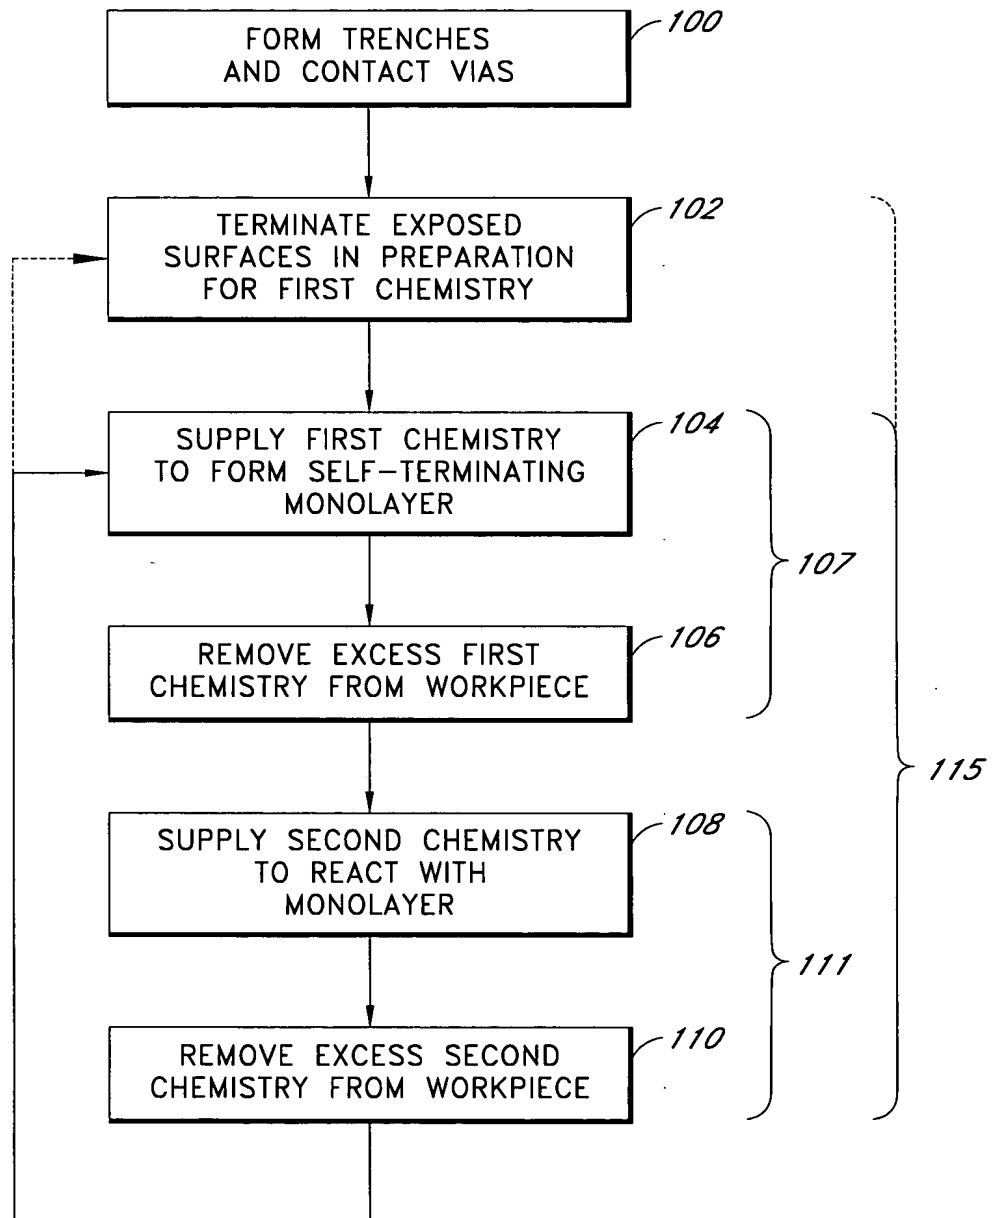 FORM TRENCHES
AND CONTACT VIAS
100
TERMINATE EXPOSED
SURFACES IN PREPARATION
FOR FIRST CHEMISTRY
102
SUPPLY FIRST CHEMISTRY
TO FORM SELF-TERMINATING
MONOLAYER
104
107
REMOVE EXCESS FIRST
CHEMISTRY FROM WORKPIECE
106
115
SUPPLY SECOND CHEMISTRY
TO REACT WITH
MONOLAYER
108
111
REMOVE EXCESS SECOND
CHEMISTRY FROM WORKPIECE
110